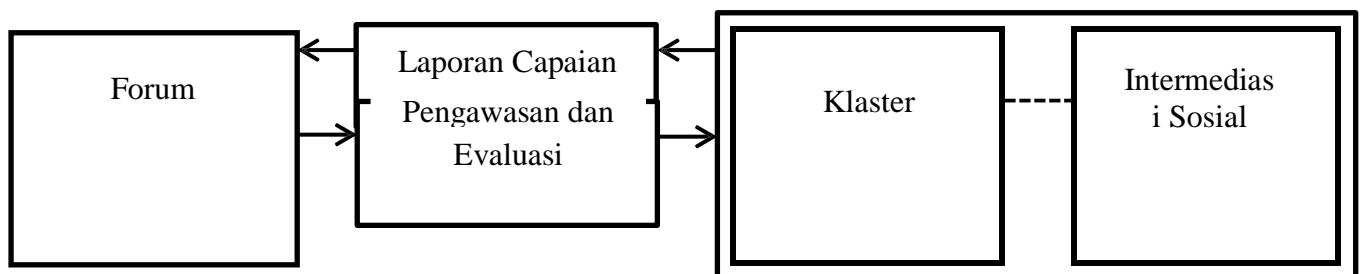 Forum
Laporan Capaian
Pengawasan dan
Evaluasi
Klaster
Intermedias
i Sosial